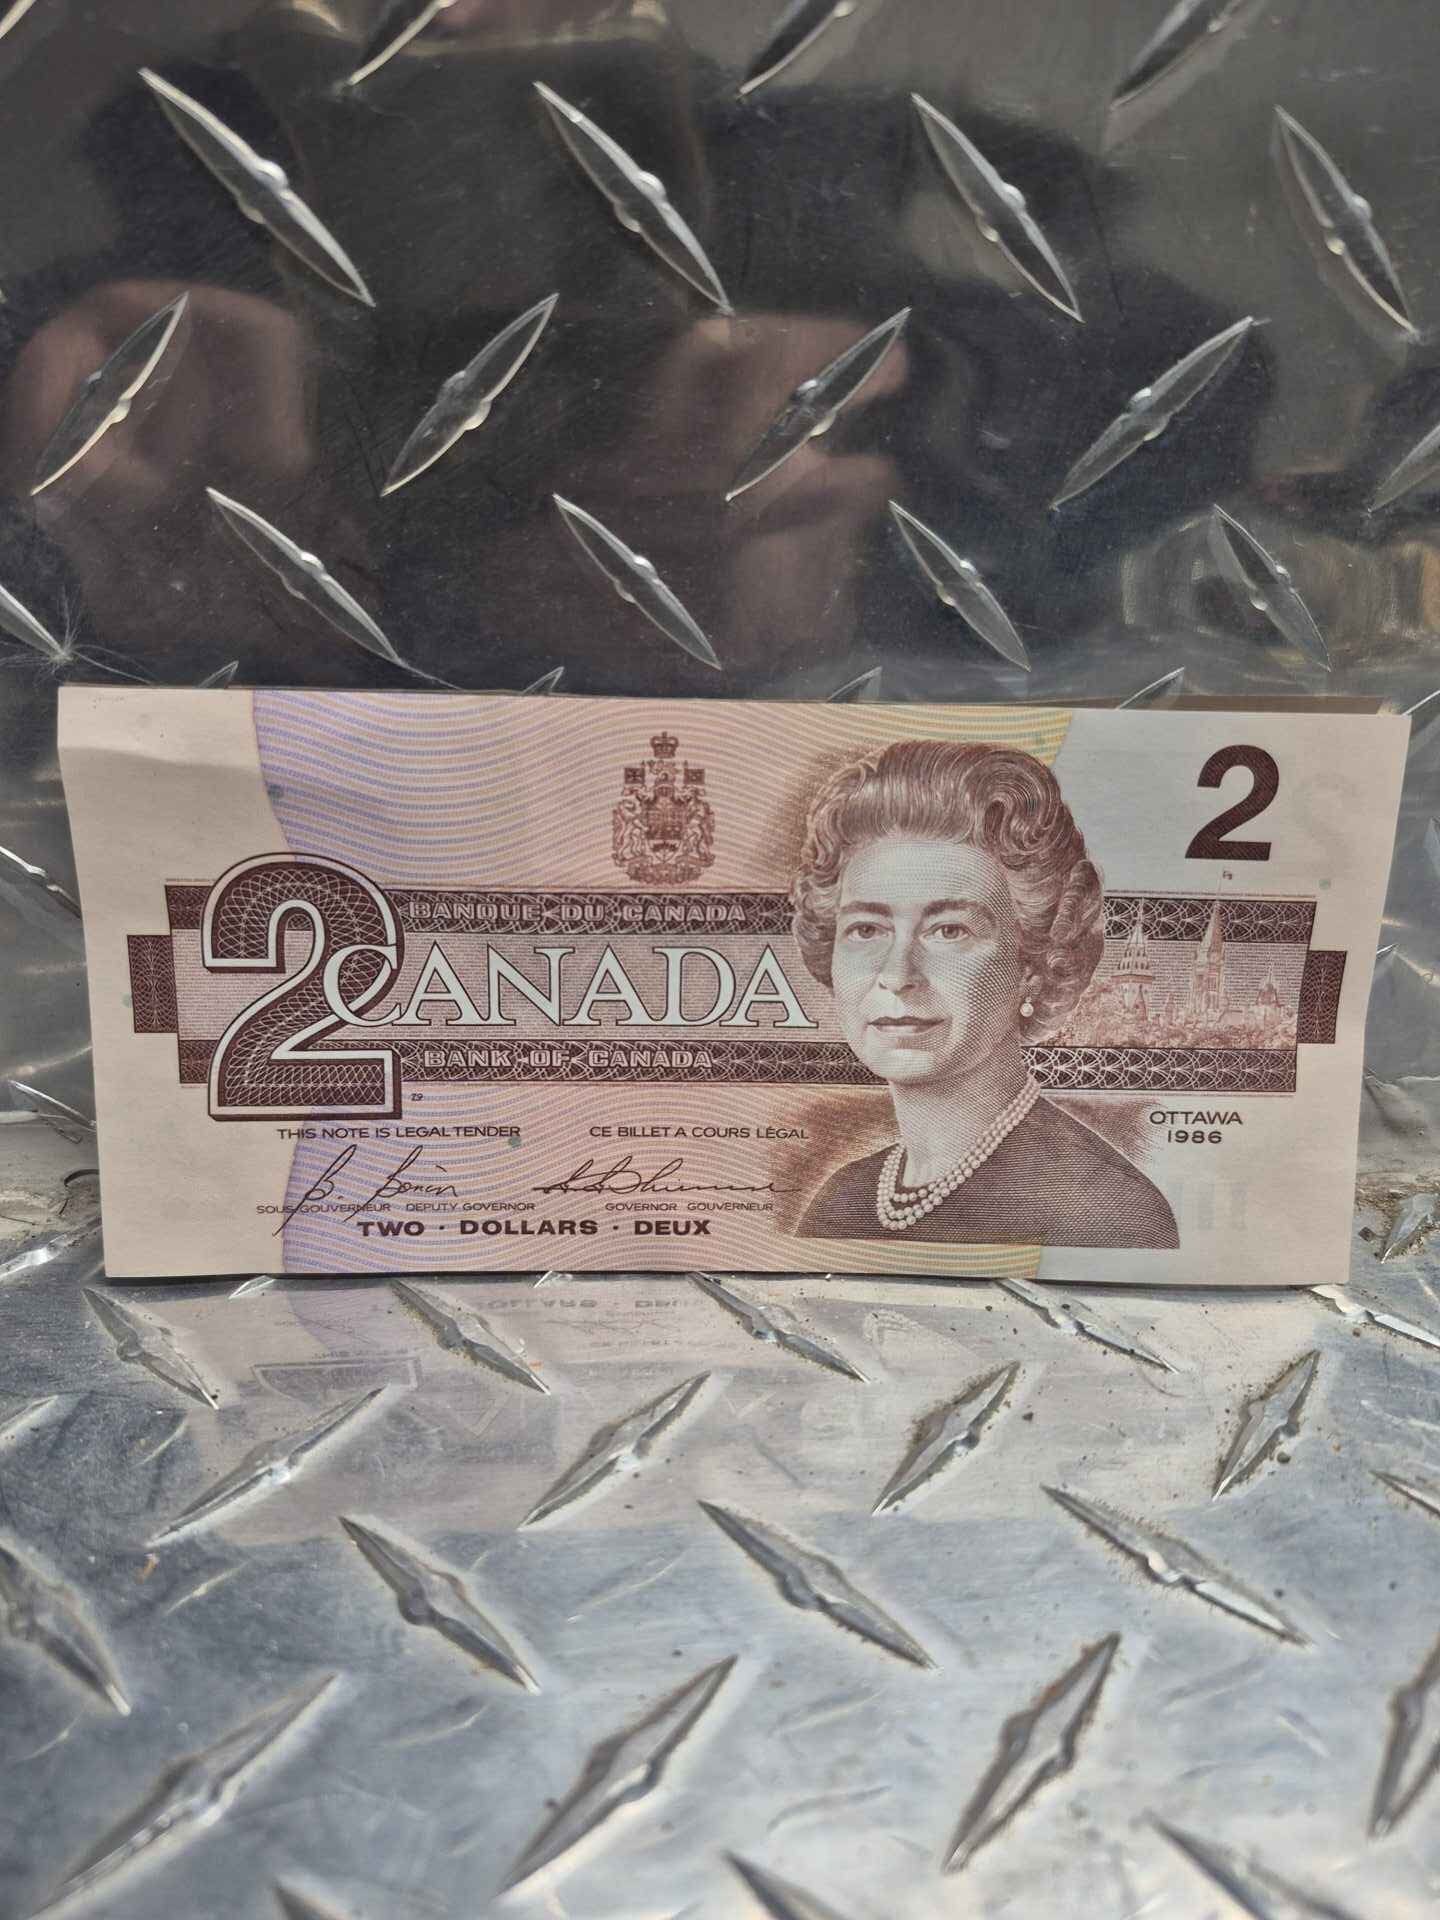 2
BANQUE DU CANADA
2 CANADA
BANK OF CANADA
29
THIS NOTE IS LEGAL TENDER CE BILLET A COURS LÉGAL
OTTAWA
1986
SOUS-GOUVERNEUR DEPUTY GOVERNOR GOVERNOR GOUVERNEUR
TWO · DOLLARS · DEUX